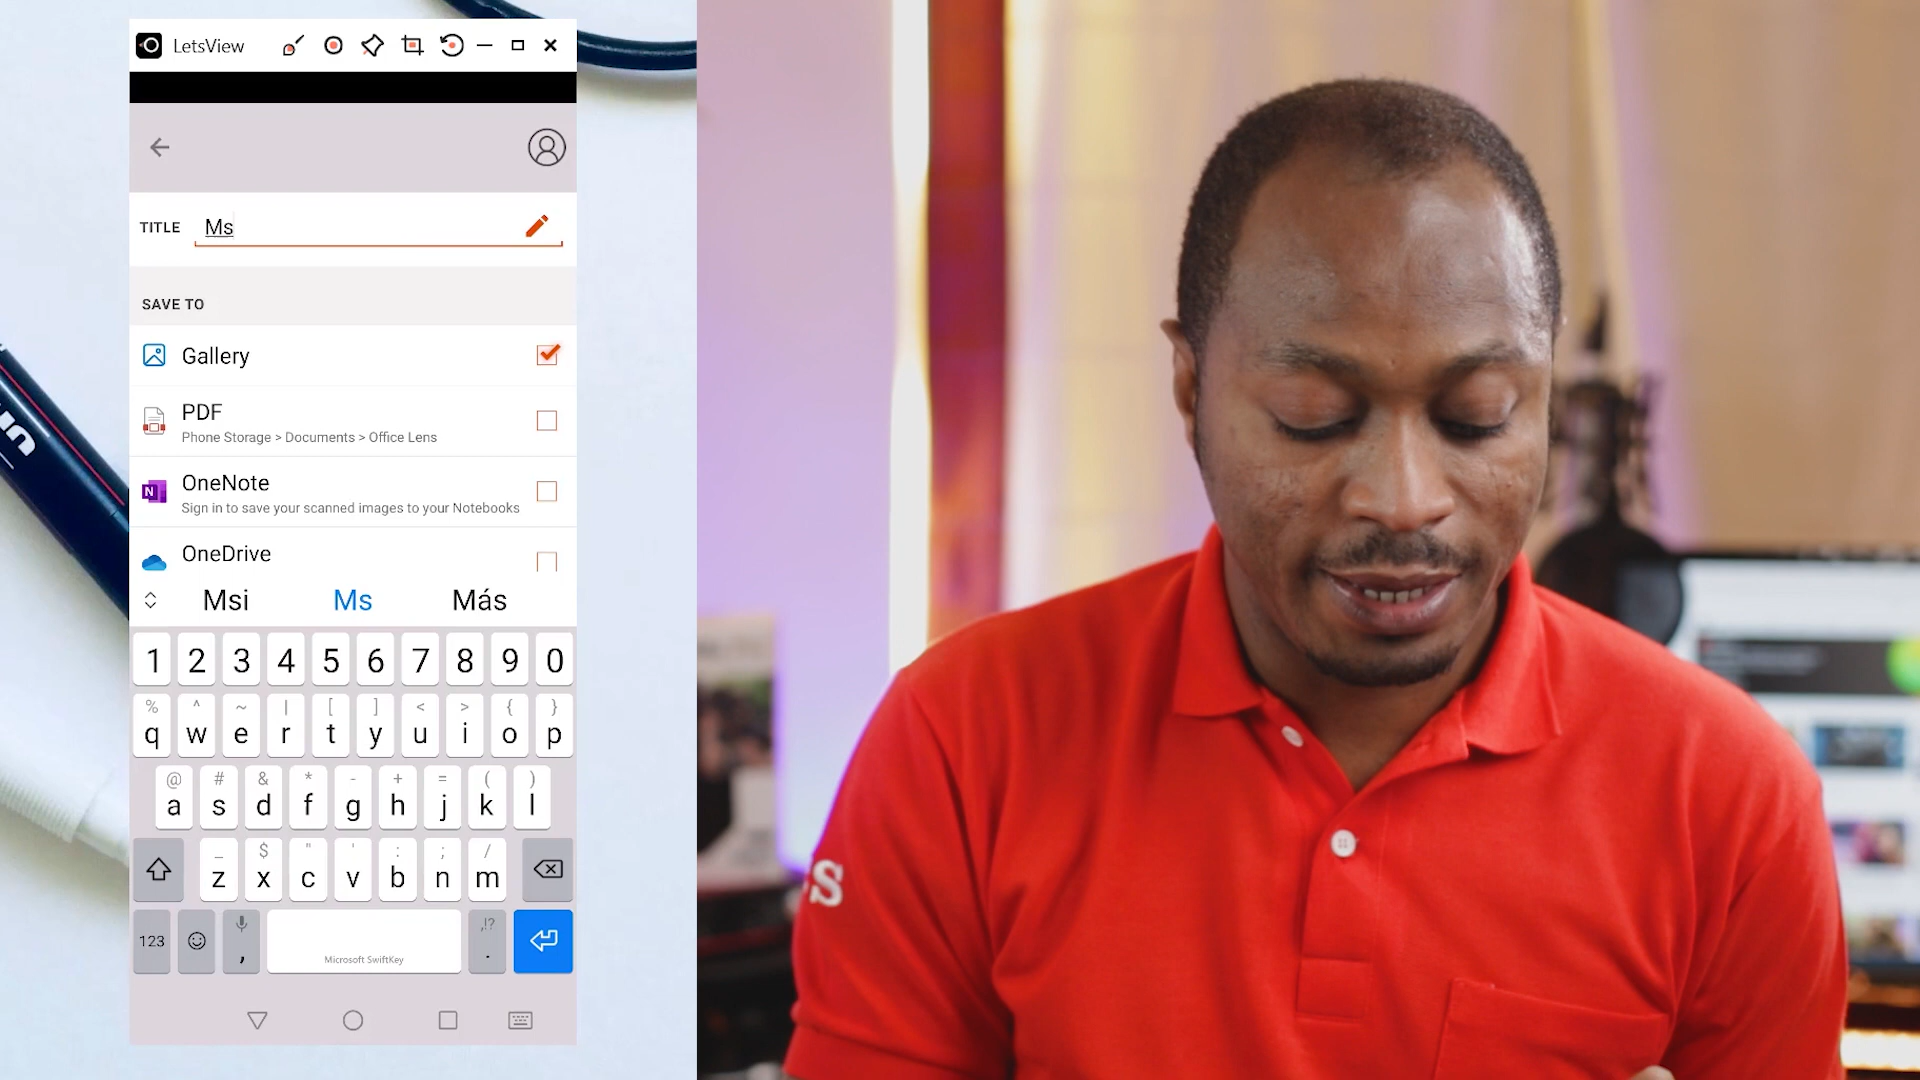 LetsView
TITLE Ms
SAVE TO
Gallery
PDF
Phone Storage > Documents > Office Lens
OneNote
Sign in to save your scanned images to your Notebooks
OneDrive
Msi Ms Más
1 2 3 4 5 6 7 8 9 0
% ^ ~ | [ ] < > { }
q w e r t y u i o p
@ # & * - + = ( )
a s d f g h j k l
_ $ " ' : ; /
z x c v b n m
,!?
123 , .
Microsoft SwiftKey
S
un